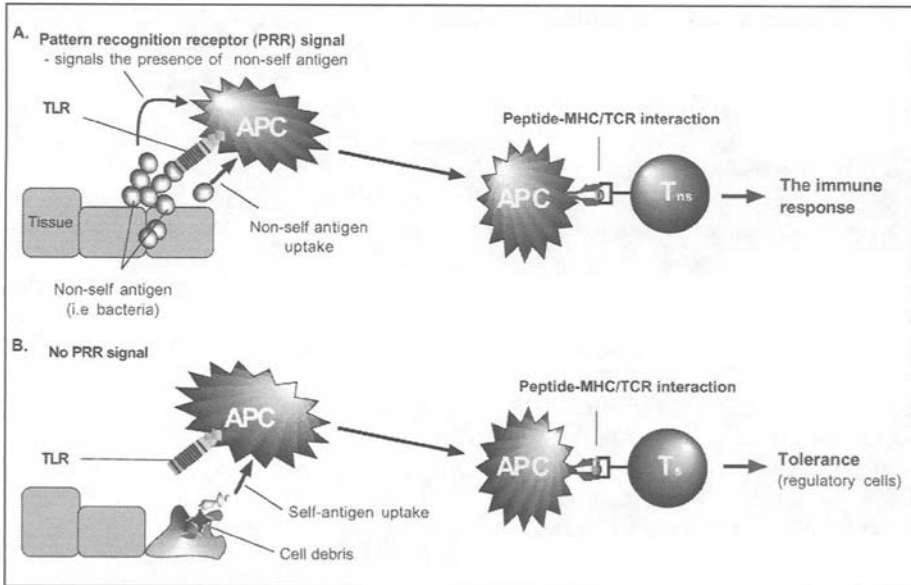 A.
Pattern recognition receptor (PRR) signal
- signals the presence of non-self antigen
TLR
APC
Tissue
Non-self antigen
uptake
Non-self antigen
(i.e bacteria)
Peptide-MHC/TCR interaction
APC
Tns
The immune
response
B.
No PRR signal
APC
TLR
Self-antigen uptake
Cell debris
Peptide-MHC/TCR interaction
APC
Ts
Tolerance
(regulatory cells)